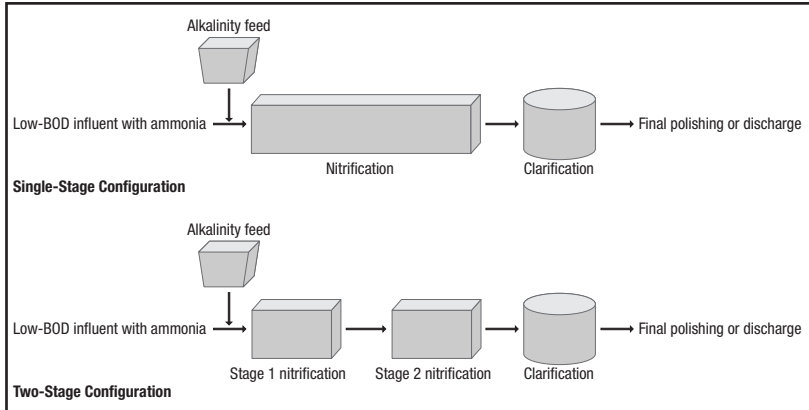 Alkalinity feed
Low-BOD influent with ammonia
Final polishing or discharge
Nitrification
Clarification
Single-Stage Configuration
Alkalinity feed
Low-BOD influent with ammonia
Final polishing or discharge
Stage 1 nitrification
Stage 2 nitrification
Clarification
Two-Stage Configuration